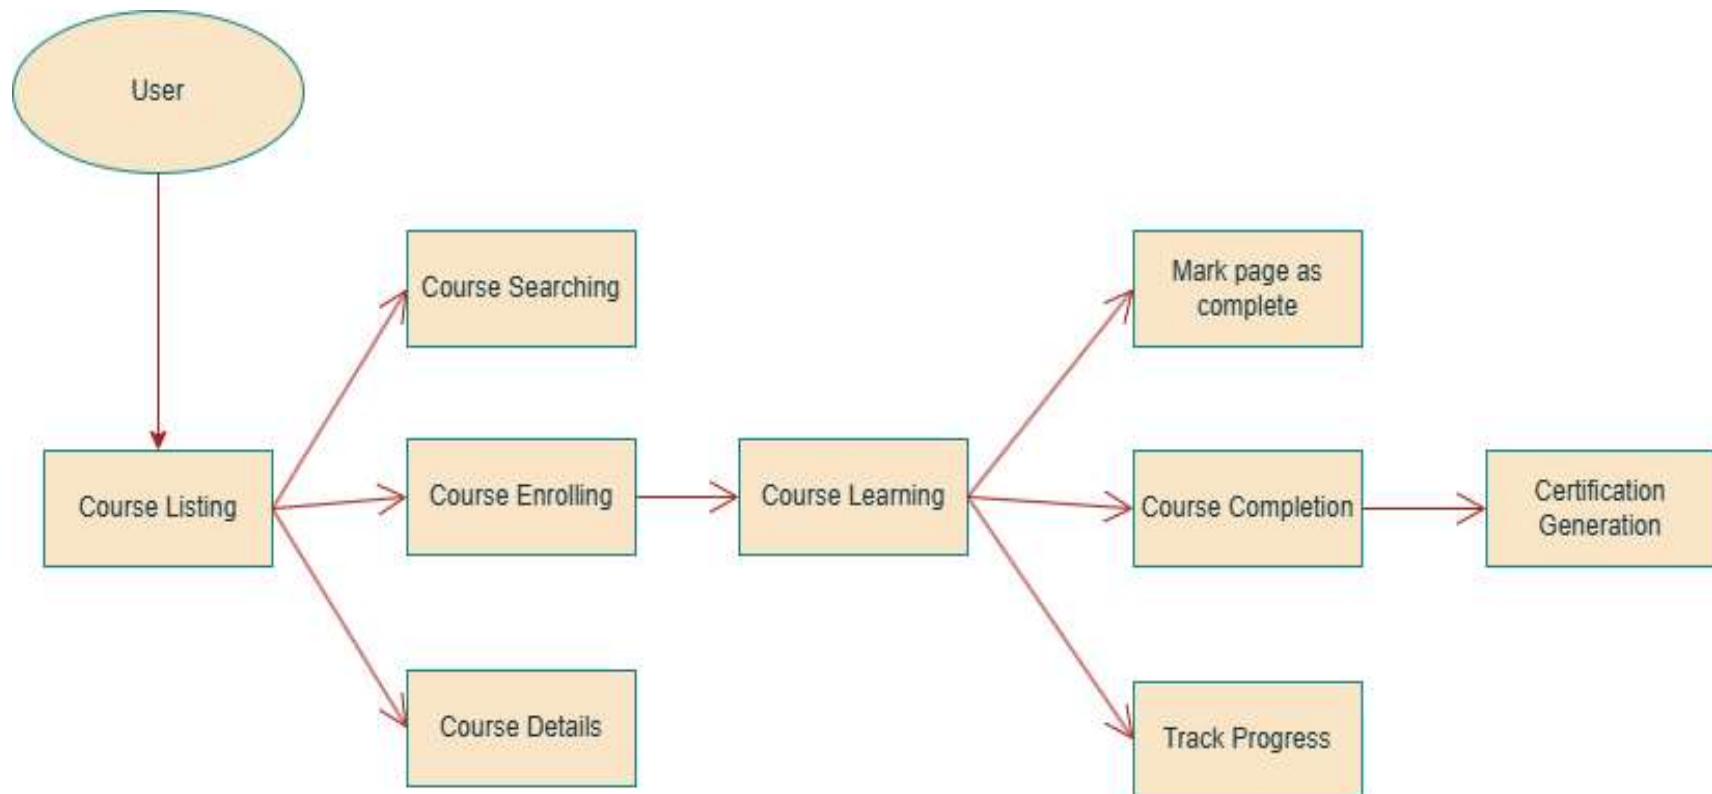 User
Course Searching
Mark page as
complete
Course Listing
Course Enrolling
Course Learning
Course Completion
Certification
Generation
Course Details
Track Progress